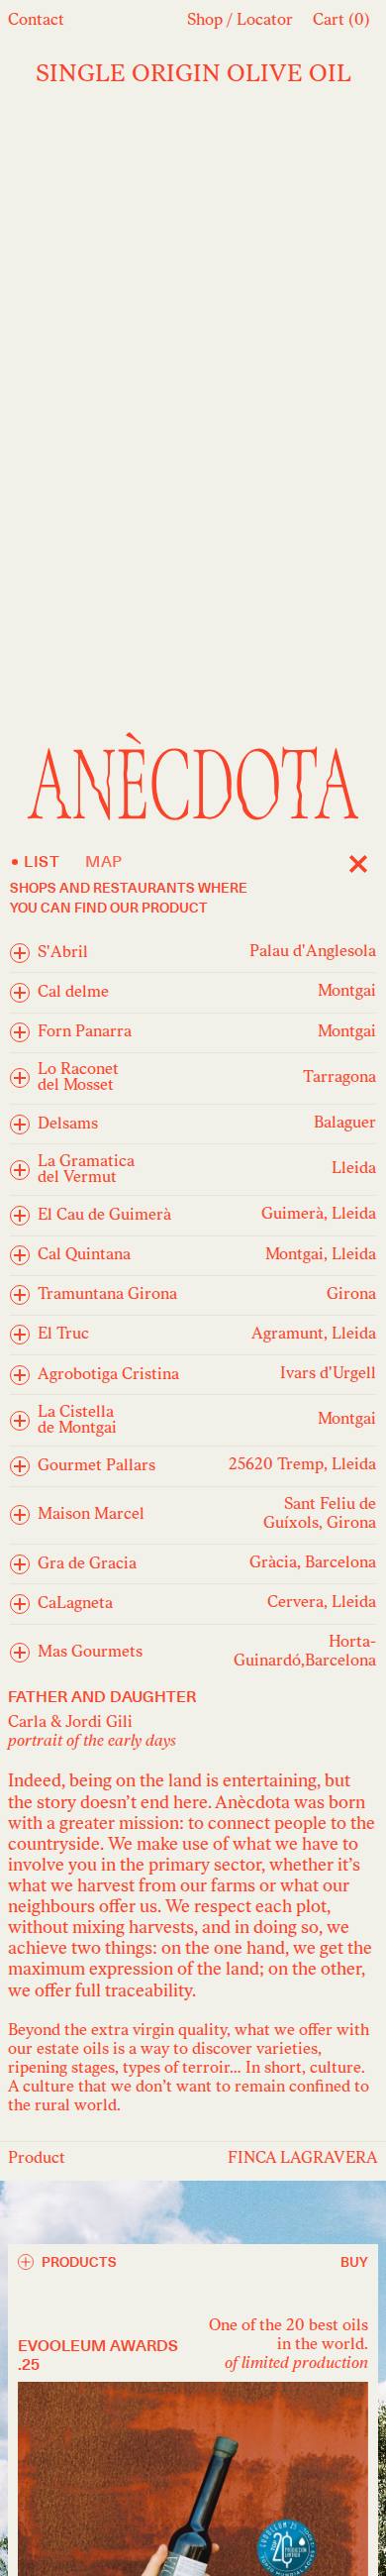 Contact
Shop / Locator
Cart (0)
SINGLE ORIGIN OLIVE OIL
ANÈCDOTA
• LIST
MAP
SHOPS AND RESTAURANTS WHERE
YOU CAN FIND OUR PRODUCT
S'Abril
Palau d'Anglesola
Cal delme
Montgai
Forn Panarra
Montgai
Lo Raconet
del Mosset
Tarragona
Delsams
Balaguer
La Gramatica
del Vermut
Lleida
El Cau de Guimerà
Guimerà, Lleida
Cal Quintana
Montgai, Lleida
Tramuntana Girona
Girona
El Truc
Agramunt, Lleida
Agrobotiga Cristina
Ivars d'Urgell
La Cistella
de Montgai
Montgai
Gourmet Pallars
25620 Tremp, Lleida
Maison Marcel
Sant Feliu de
Guíxols, Girona
Gra de Gracia
Gràcia, Barcelona
CaLagneta
Cervera, Lleida
Mas Gourmets
Horta-
Guinardó,Barcelona
FATHER AND DAUGHTER
Carla & Jordi Gili
portrait of the early days
Indeed, being on the land is entertaining, but
the story doesn’t end here. Anècdota was born
with a greater mission: to connect people to the
countryside. We make use of what we have to
involve you in the primary sector, whether it’s
what we harvest from our farms or what our
neighbours offer us. We respect each plot,
without mixing harvests, and in doing so, we
achieve two things: on the one hand, we get the
maximum expression of the land; on the other,
we offer full traceability.
Beyond the extra virgin quality, what we offer with
our estate oils is a way to discover varieties,
ripening stages, types of terroir... In short, culture.
A culture that we don’t want to remain confined to
the rural world.
Product
FINCA LAGRAVERA
PRODUCTS
BUY
EVOOLEUM AWARDS
.25
One of the 20 best oils
in the world.
of limited production